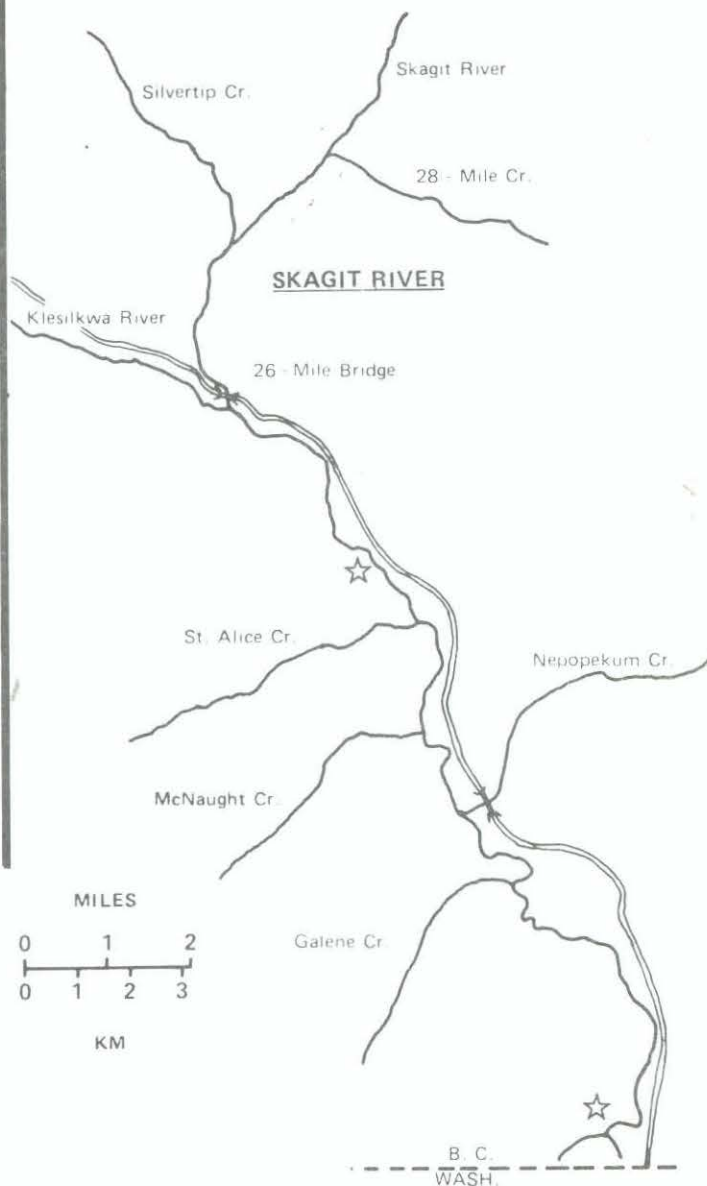 Silvertip Cr.
Skagit River
28 - Mile Cr.
SKAGIT RIVER
Klesilkwa River
26 - Mile Bridge
St. Alice Cr.
Nepopekum Cr.
McNaught Cr.
MILES
0 1 2
0 1 2 3
KM
Galene Cr.
B. C.
WASH.